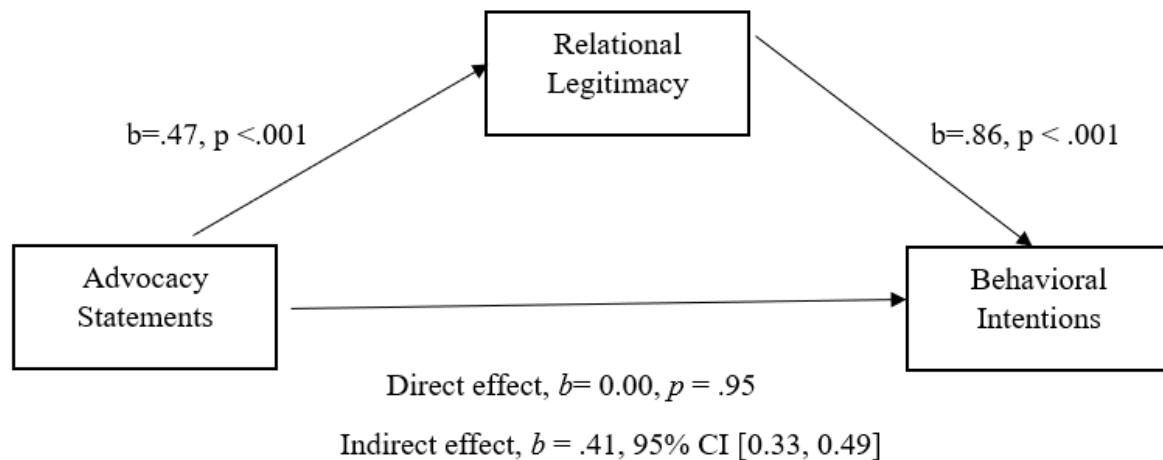 Relational
Legitimacy
b=.47, p <.001
b=.86, p < .001
Advocacy
Statements
Behavioral
Intentions
Direct effect, b= 0.00, p = .95
Indirect effect, b = .41, 95% CI [0.33, 0.49]